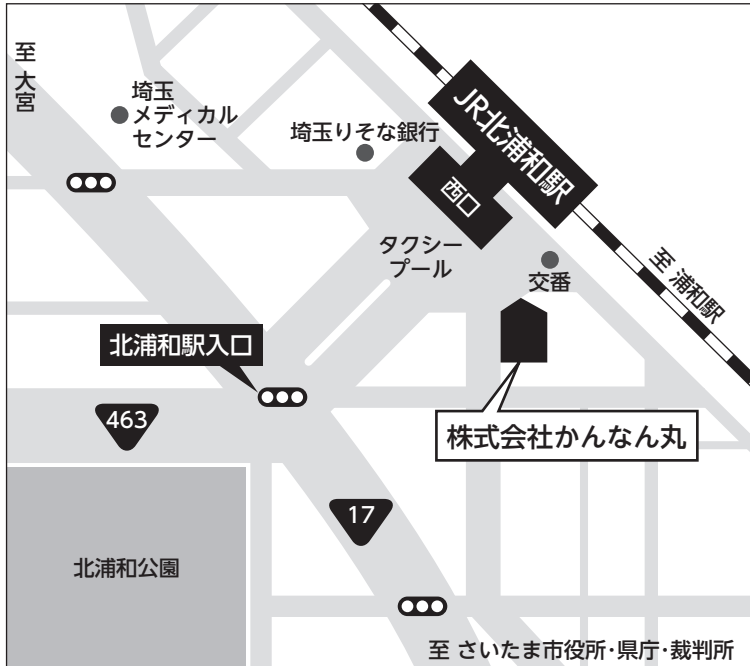 至 大宮
埼玉
メディカル
センター
埼玉りそな銀行
JR北浦和駅
西口
タクシー
プール
交番
至 浦和駅
北浦和駅入口
463
株式会社かんなん丸
17
北浦和公園
至 さいたま市役所・県庁・裁判所